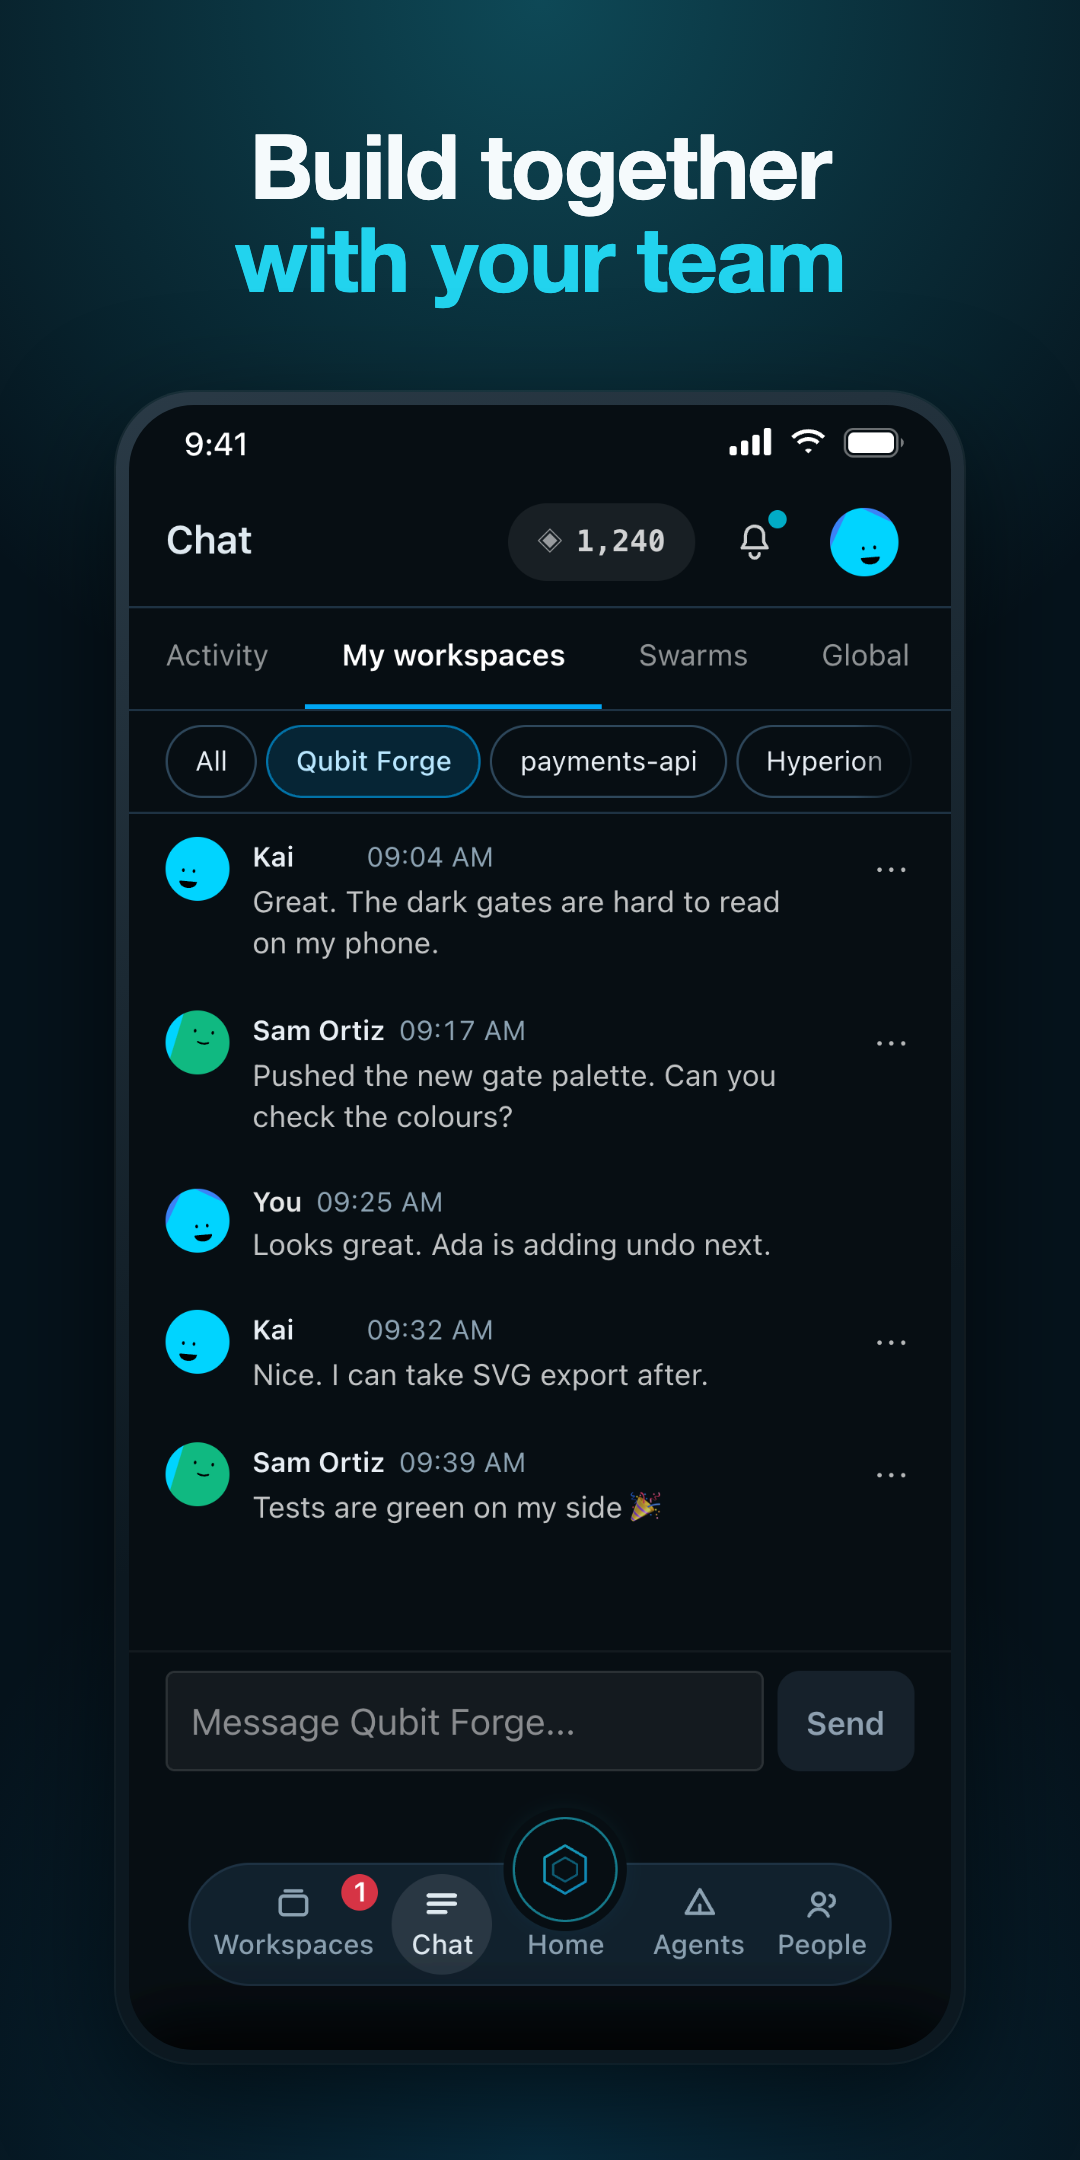 Build together
with your team
9:41
Chat
1,240
Activity My workspaces Swarms Global
All Qubit Forge payments-api Hyperion
Kai 09:04 AM
Great. The dark gates are hard to read
on my phone.
Sam Ortiz 09:17 AM
Pushed the new gate palette. Can you
check the colours?
You 09:25 AM
Looks great. Ada is adding undo next.
Kai 09:32 AM
Nice. I can take SVG export after.
Sam Ortiz 09:39 AM
Tests are green on my side 🎉
Message Qubit Forge...
Send
1
Workspaces Chat Home Agents People